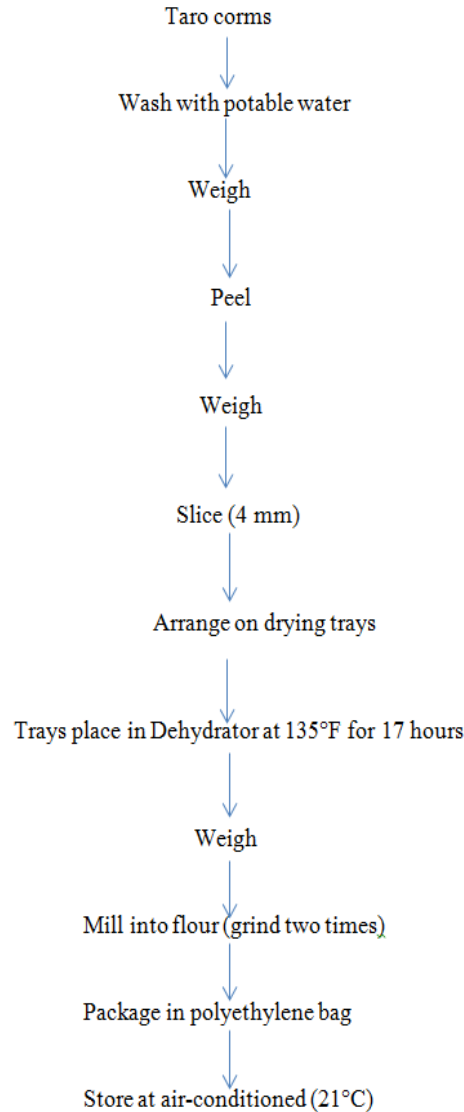 Taro corms
Wash with potable water
Weigh
Peel
Weigh
Slice (4 mm)
Arrange on drying trays
Trays place in Dehydrator at 135°F for 17 hours
Weigh
Mill into flour (grind two times)
Package in polyethylene bag
Store at air-conditioned (21°C)